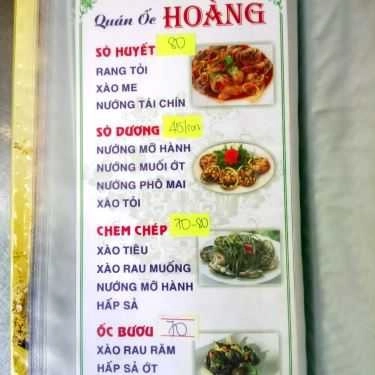 Quán Ốc HOÀNG
SÒ HUYẾT 80
RANG TỎI
XÀO ME
NƯỚNG TÁI CHÍN
SÒ DƯƠNG
NƯỚNG MỠ HÀNH
NƯỚNG MUỐI ỚT
NƯỚNG PHÔ MAI
XÀO TỎI
CHEM CHÉP 70-80
XÀO TIÊU
XÀO RAU MUỐNG
NƯỚNG MỠ HÀNH
HẤP SẢ
ỐC BƯƠU 70
XÀO RAU RĂM
HẤP SẢ ỚT